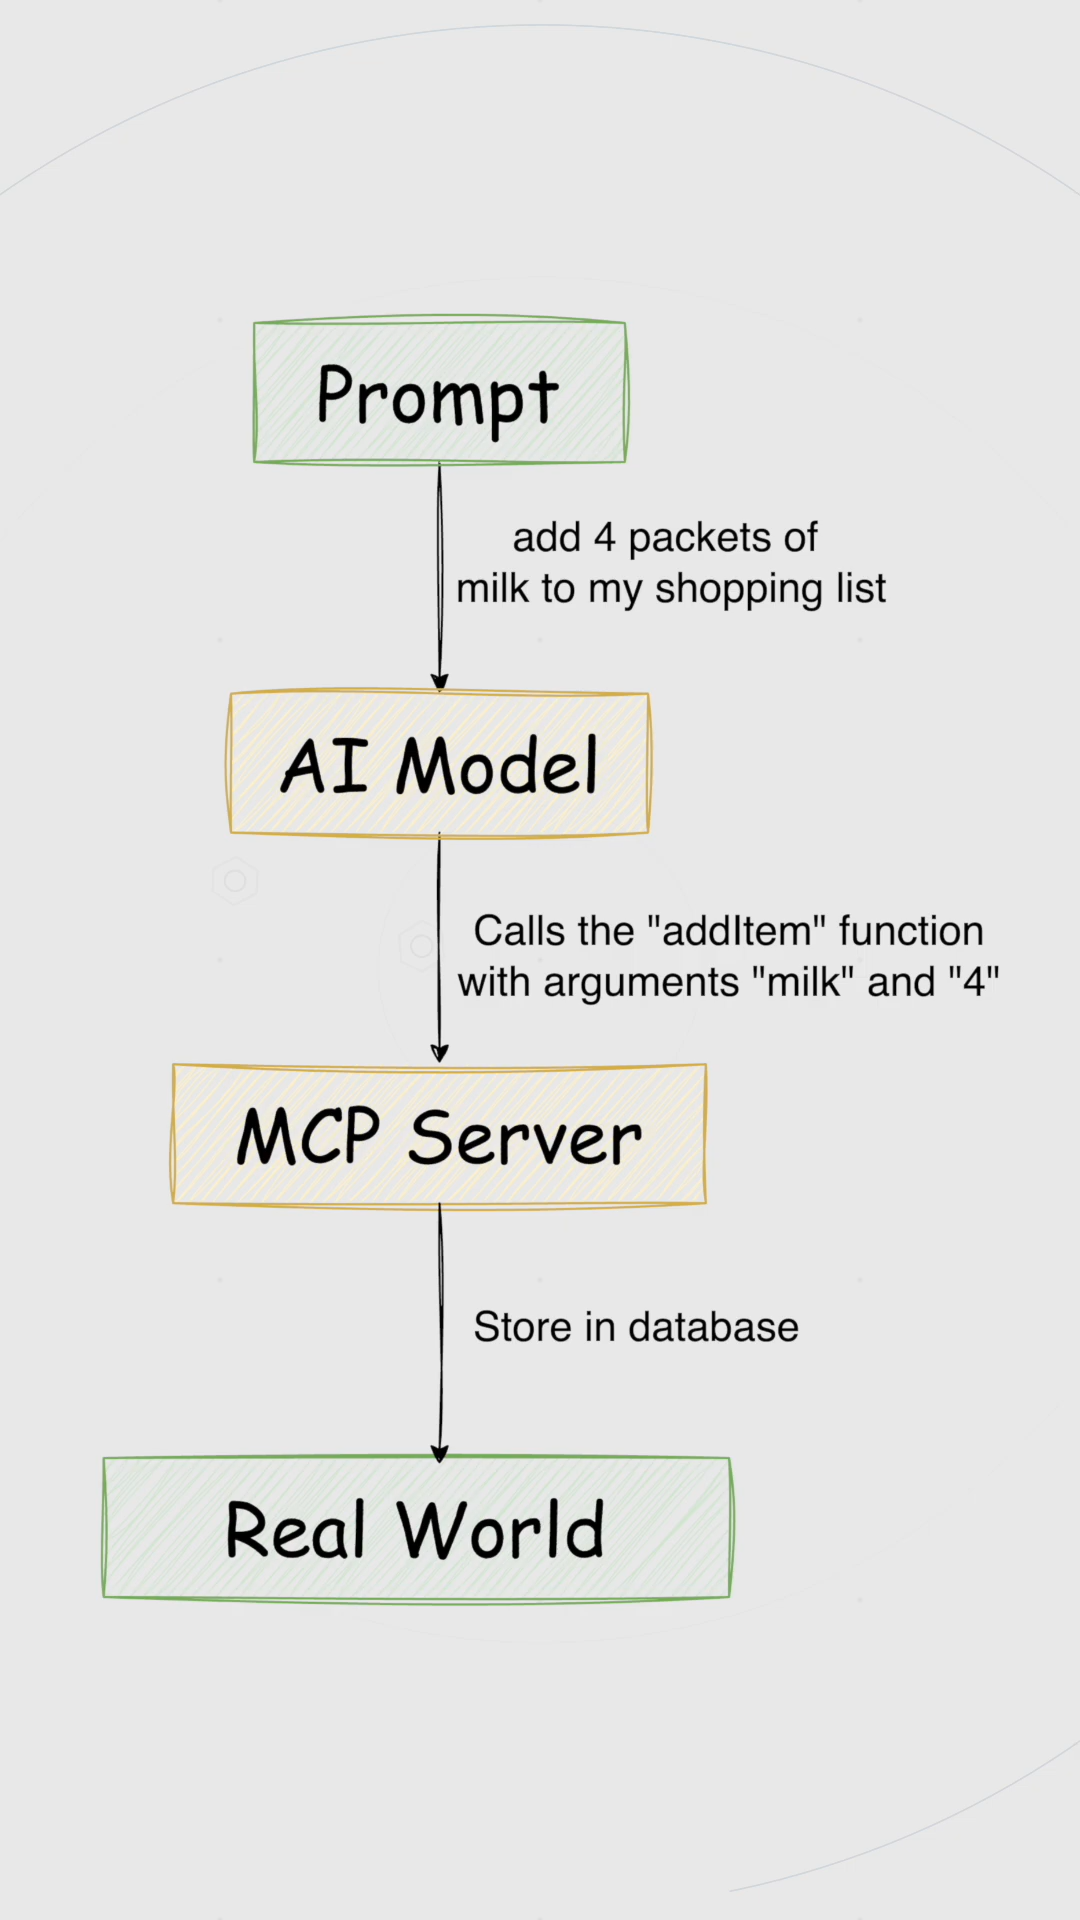 Prompt
add 4 packets of
milk to my shopping list
AI Model
Calls the "addItem" function
with arguments "milk" and "4"
MCP Server
Store in database
Real World